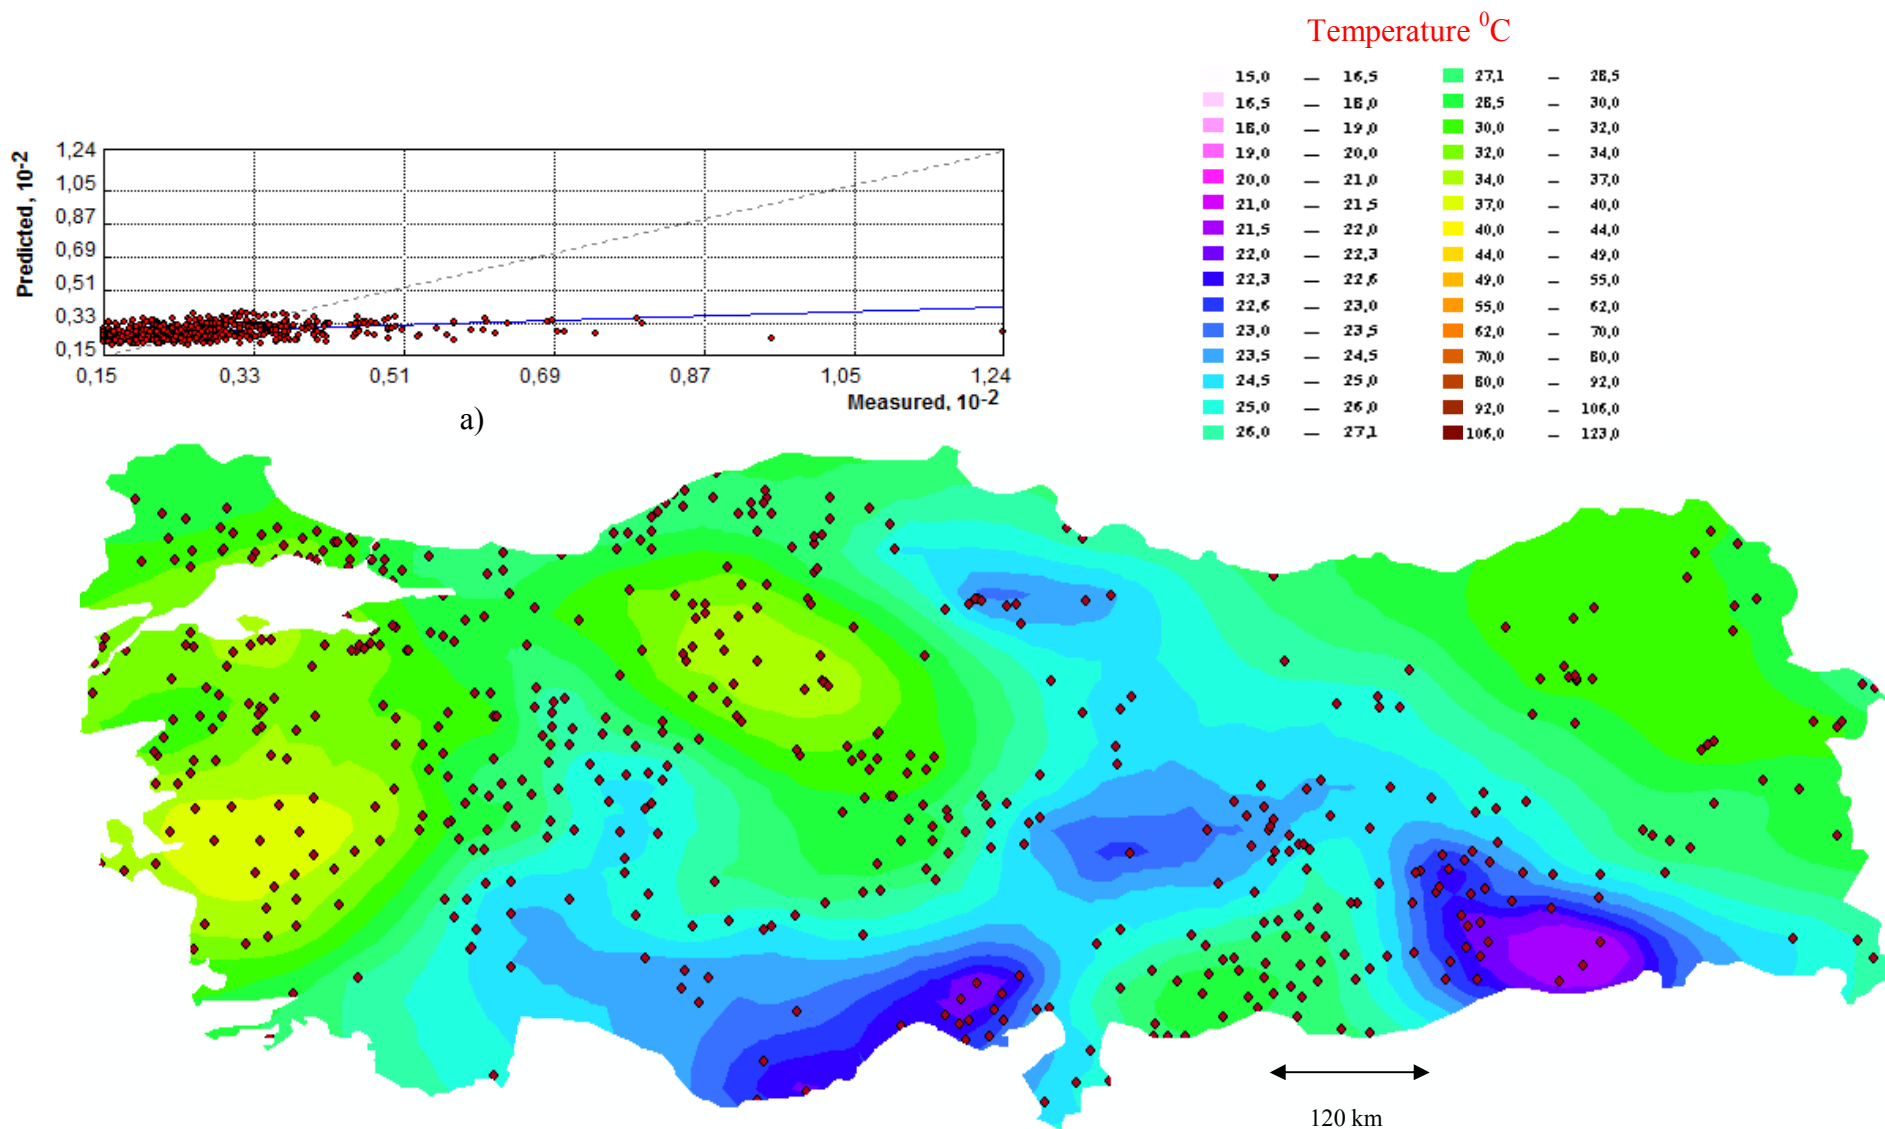 Temperature ⁰C
15,0 — 16,5 27,1 – 28,5
16,5 — 18,0 28,5 – 30,0
18,0 — 19,0 30,0 – 32,0
19,0 — 20,0 32,0 – 34,0
20,0 — 21,0 34,0 – 37,0
21,0 — 21,5 37,0 – 40,0
21,5 — 22,0 40,0 – 44,0
22,0 — 22,3 44,0 – 49,0
22,3 — 22,6 49,0 – 55,0
22,6 — 23,0 55,0 – 62,0
23,0 — 23,5 62,0 – 70,0
23,5 — 24,5 70,0 – 80,0
24,5 — 25,0 80,0 – 92,0
25,0 — 26,0 92,0 – 106,0
26,0 — 27,1 106,0 – 123,0
Predicted, 10-2
1,24
1,05
0,87
0,69
0,51
0,33
0,15
0,15 0,33 0,51 0,69 0,87 1,05 1,24
Measured, 10-2
a)
120 km